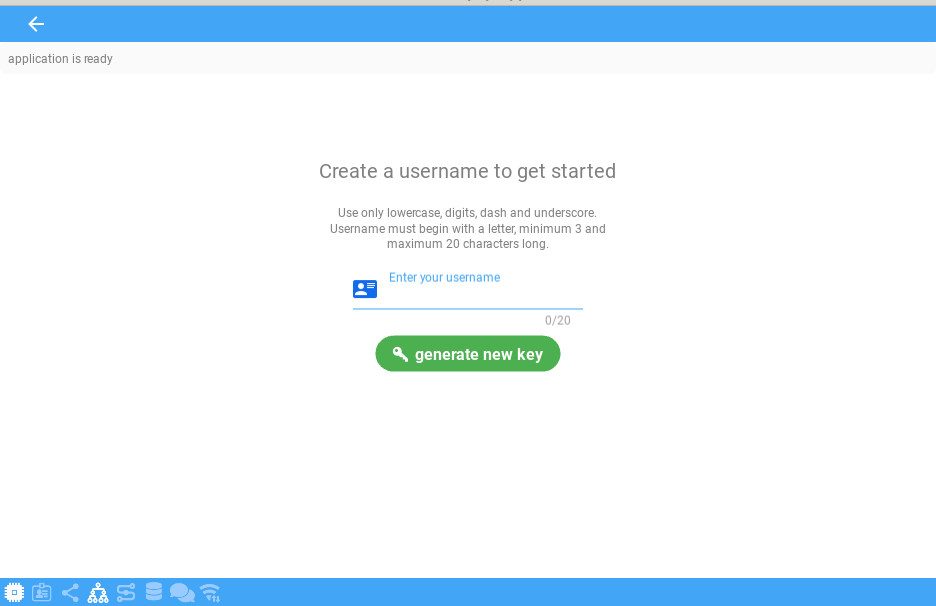 application is ready
Create a username to get started
Use only lowercase, digits, dash and underscore.
Username must begin with a letter, minimum 3 and
maximum 20 characters long.
Enter your username
0/20
generate new key